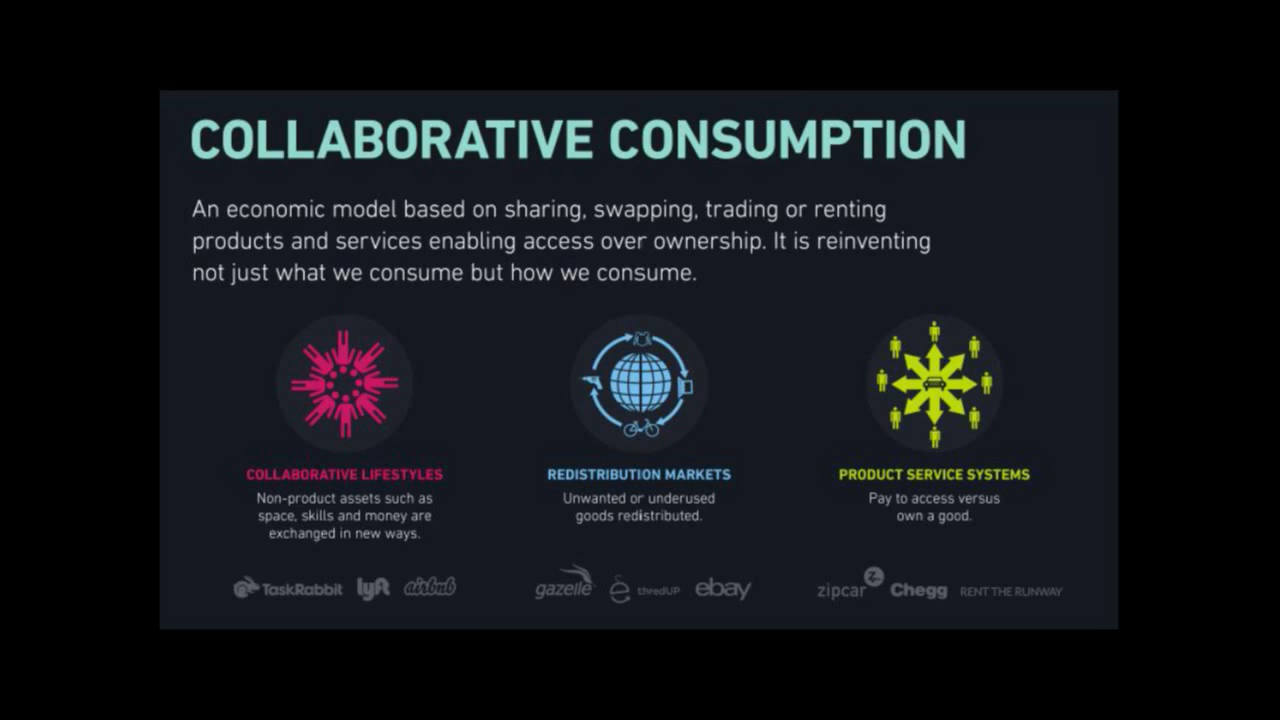 COLLABORATIVE CONSUMPTION
An economic model based on sharing, swapping, trading or renting
products and services enabling access over ownership. It is reinventing
not just what we consume but how we consume.
COLLABORATIVE LIFESTYLES
Non-product assets such as
space, skills and money are
exchanged in new ways.
TaskRabbit lyft airbnb
REDISTRIBUTION MARKETS
Unwanted or underused
goods redistributed.
gazelle thredUP ebay
PRODUCT SERVICE SYSTEMS
Pay to access versus
own a good.
zipcar Z Chegg RENT THE RUNWAY